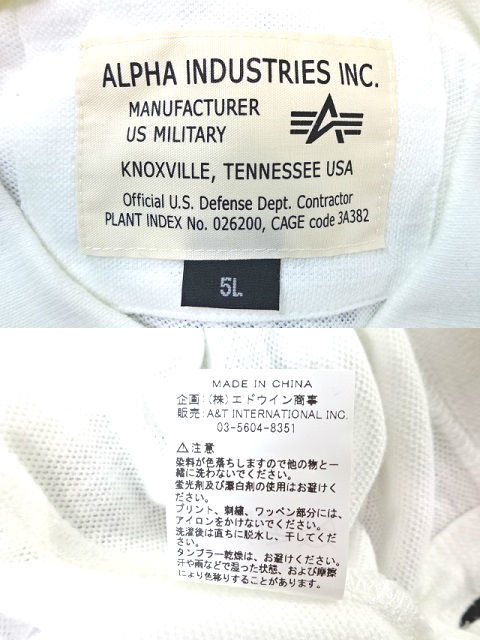 ALPHA INDUSTRIES INC.
MANUFACTURER
US MILITARY
KNOXVILLE, TENNESSEE USA
Official U.S. Defense Dept. Contractor
PLANT INDEX No. 026200, CAGE code 3A382
5L
MADE IN CHINA
企画：(株)エドウイン商事
販売：A&T INTERNATIONAL INC.
03-5604-8351
⚠注意
染料が色落ちしますので他の物と一
緒に洗わないでください。
蛍光剤及び漂白剤の使用はお避けくだ
さい。
プリント、刺繍、ワッペン部分には、
アイロンをかけないでください。
洗濯後は直ちに脱水し、干してくだ
さい。
タンブラー乾燥は、お避けください。
汗や雨などで湿った状態、および摩擦
により色移りすることがあります。